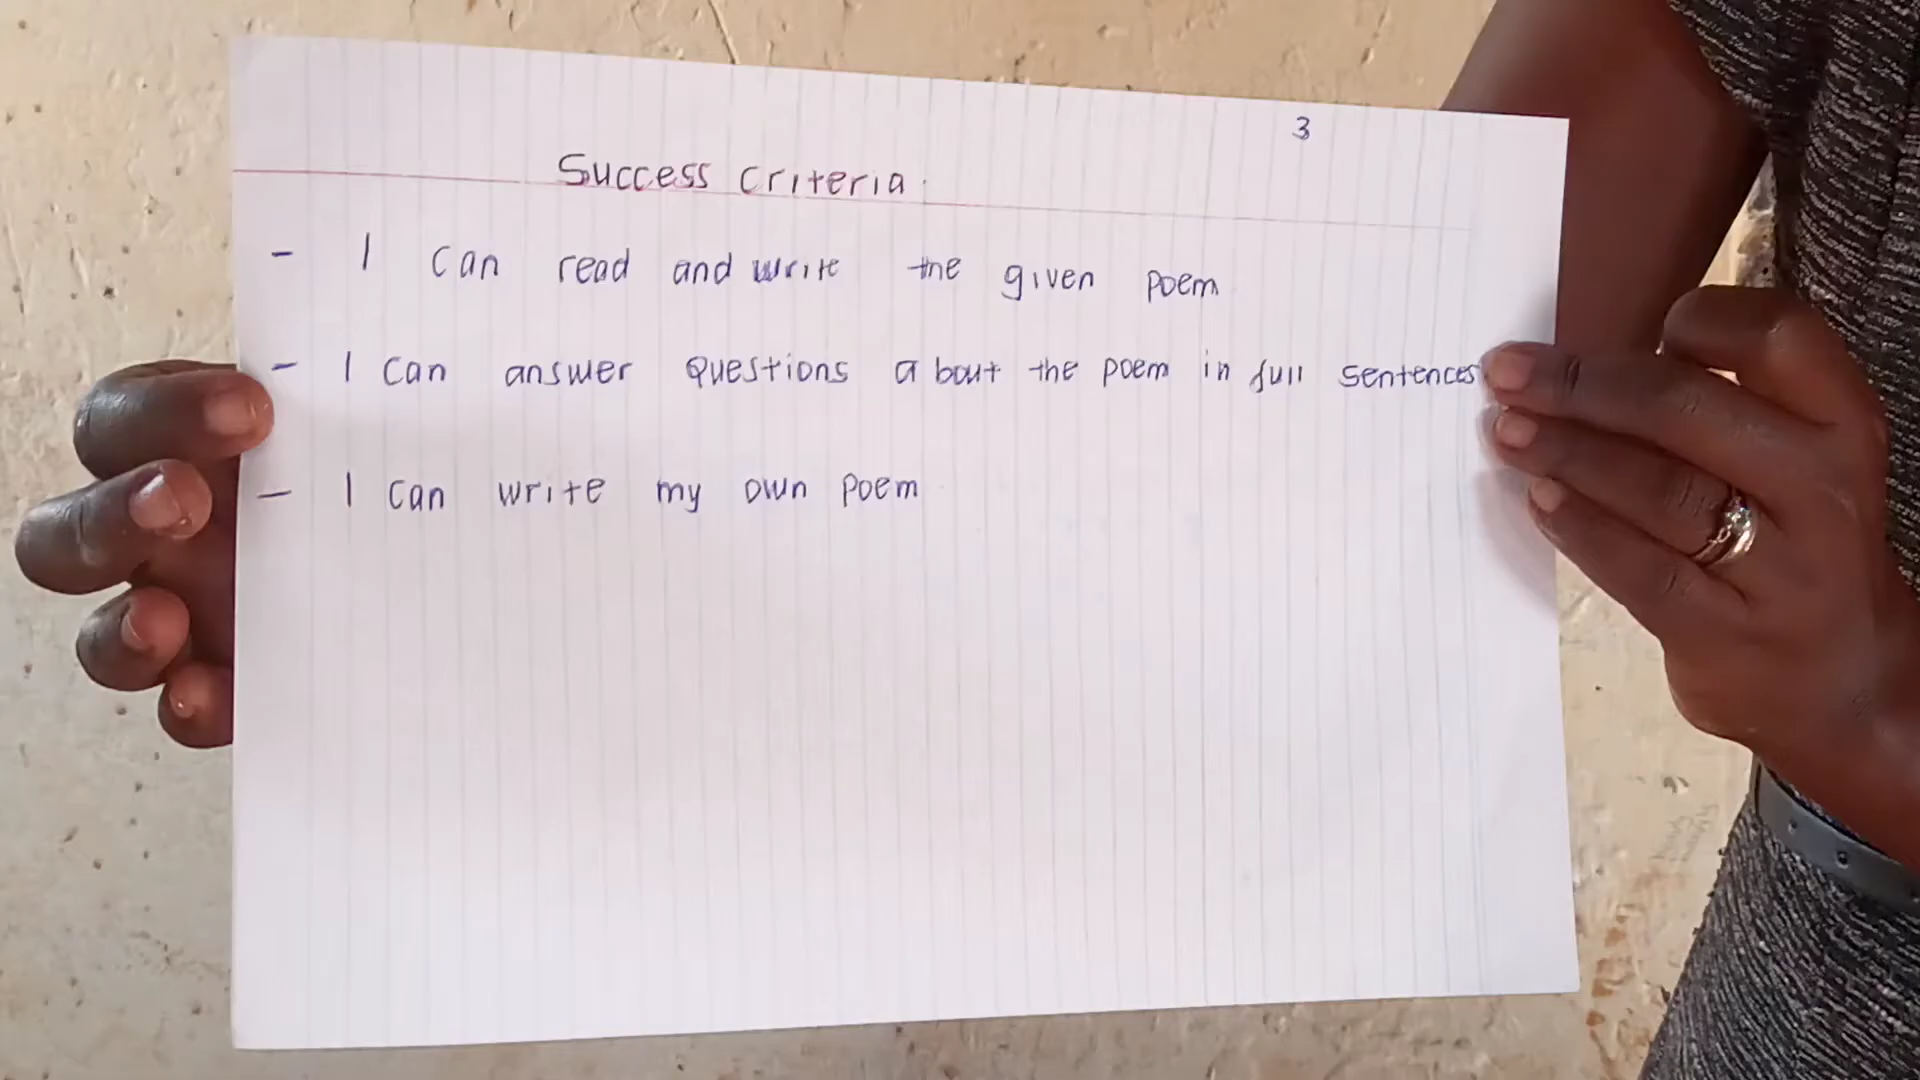 3
Success Criteria.
- I can read and write the given poem
- I can answer questions about the poem in full sentences
- I can write my own poem